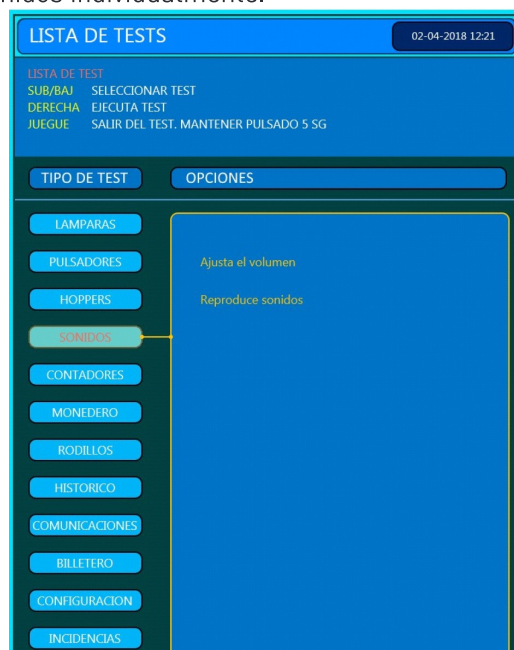 individualmente.
LISTA DE TESTS
02-04-2018 12:21
LISTA DE TEST
SUB/BAJ SELECCIONAR TEST
DERECHA EJECUTA TEST
JUEGUE SALIR DEL TEST. MANTENER PULSADO 5 SG
TIPO DE TEST
OPCIONES
LAMPARAS
PULSADORES
Ajusta el volumen
HOPPERS
Reproduce sonidos
SONIDOS
CONTADORES
MONEDERO
RODILLOS
HISTORICO
COMUNICACIONES
BILLETERO
CONFIGURACION
INCIDENCIAS